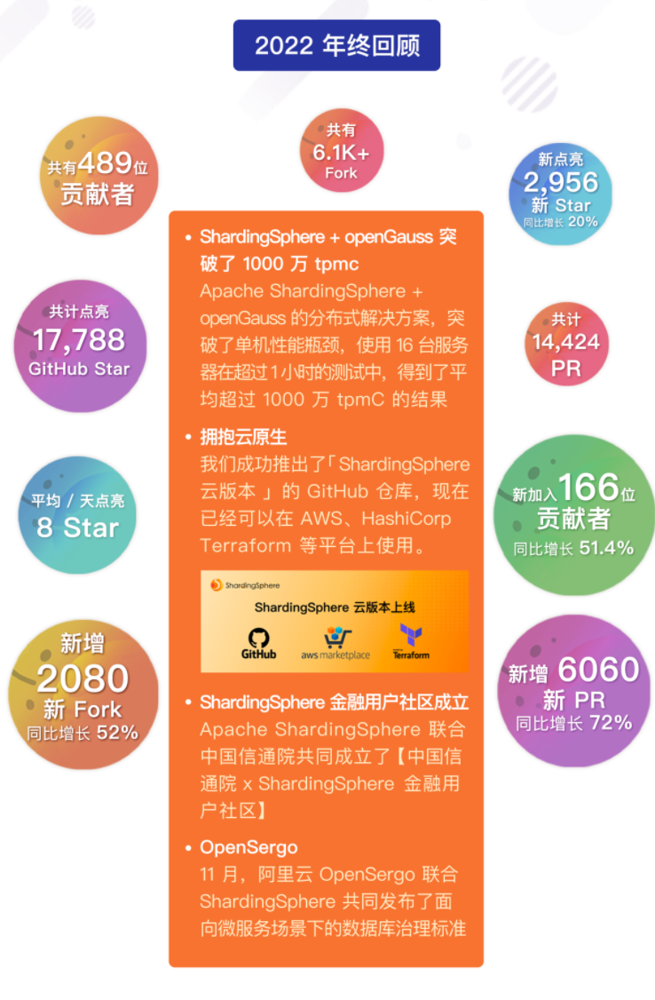 2022 年终回顾
共有489位
贡献者
共有
6.1K+
Fork
新点亮
2,956
新 Star
同比增长 20%
共计点亮
17,788
GitHub Star
共计
14,424
PR
平均 / 天点亮
8 Star
新加入166位
贡献者
同比增长 51.4%
新增
2080
新 Fork
同比增长 52%
新增 6060
新 PR
同比增长 72%
• ShardingSphere + openGauss 突
破了 1000 万 tpmc
Apache ShardingSphere +
openGauss 的分布式解决方案，突
破了单机性能瓶颈，使用 16 台服务
器在超过 1 小时的测试中，得到了平
均超过 1000 万 tpmC 的结果
• 拥抱云原生
我们成功推出了「ShardingSphere
云版本 」的 GitHub 仓库，现在
已经可以在 AWS、HashiCorp
Terraform 等平台上使用。
ShardingSphere
ShardingSphere 云版本上线
GitHub
aws marketplace
Terraform
• ShardingSphere 金融用户社区成立
Apache ShardingSphere 联合
中国信通院共同成立了【中国信
通院 x ShardingSphere 金融用
户社区】
• OpenSergo
11 月，阿里云 OpenSergo 联合
ShardingSphere 共同发布了面
向微服务场景下的数据库治理标准